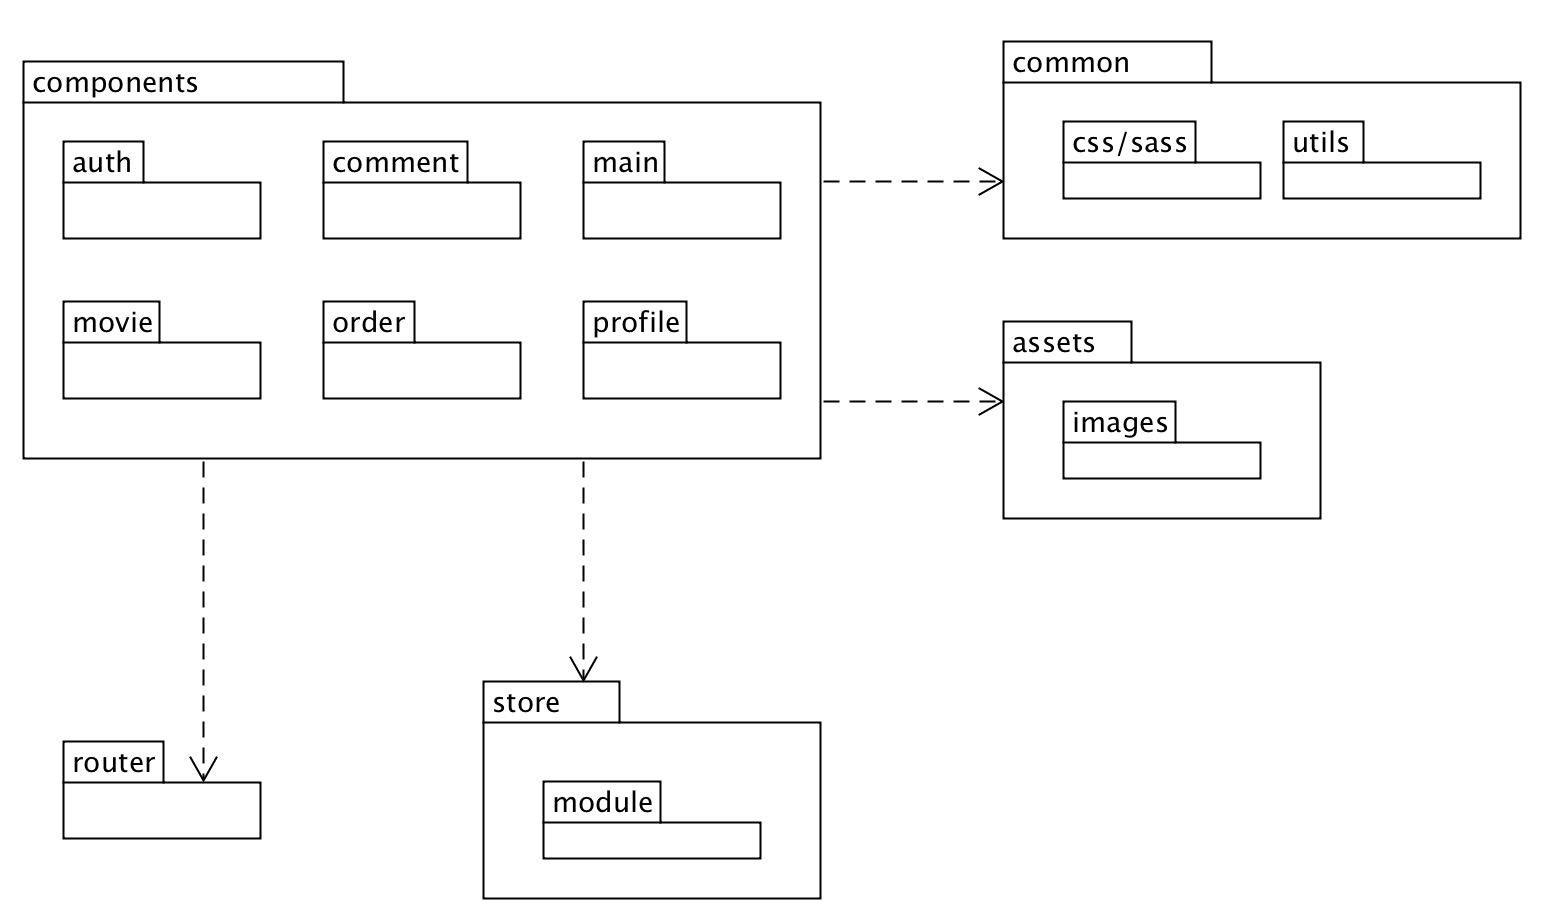 components
auth
comment
main
movie
order
profile
common
css/sass
utils
assets
images
router
store
module